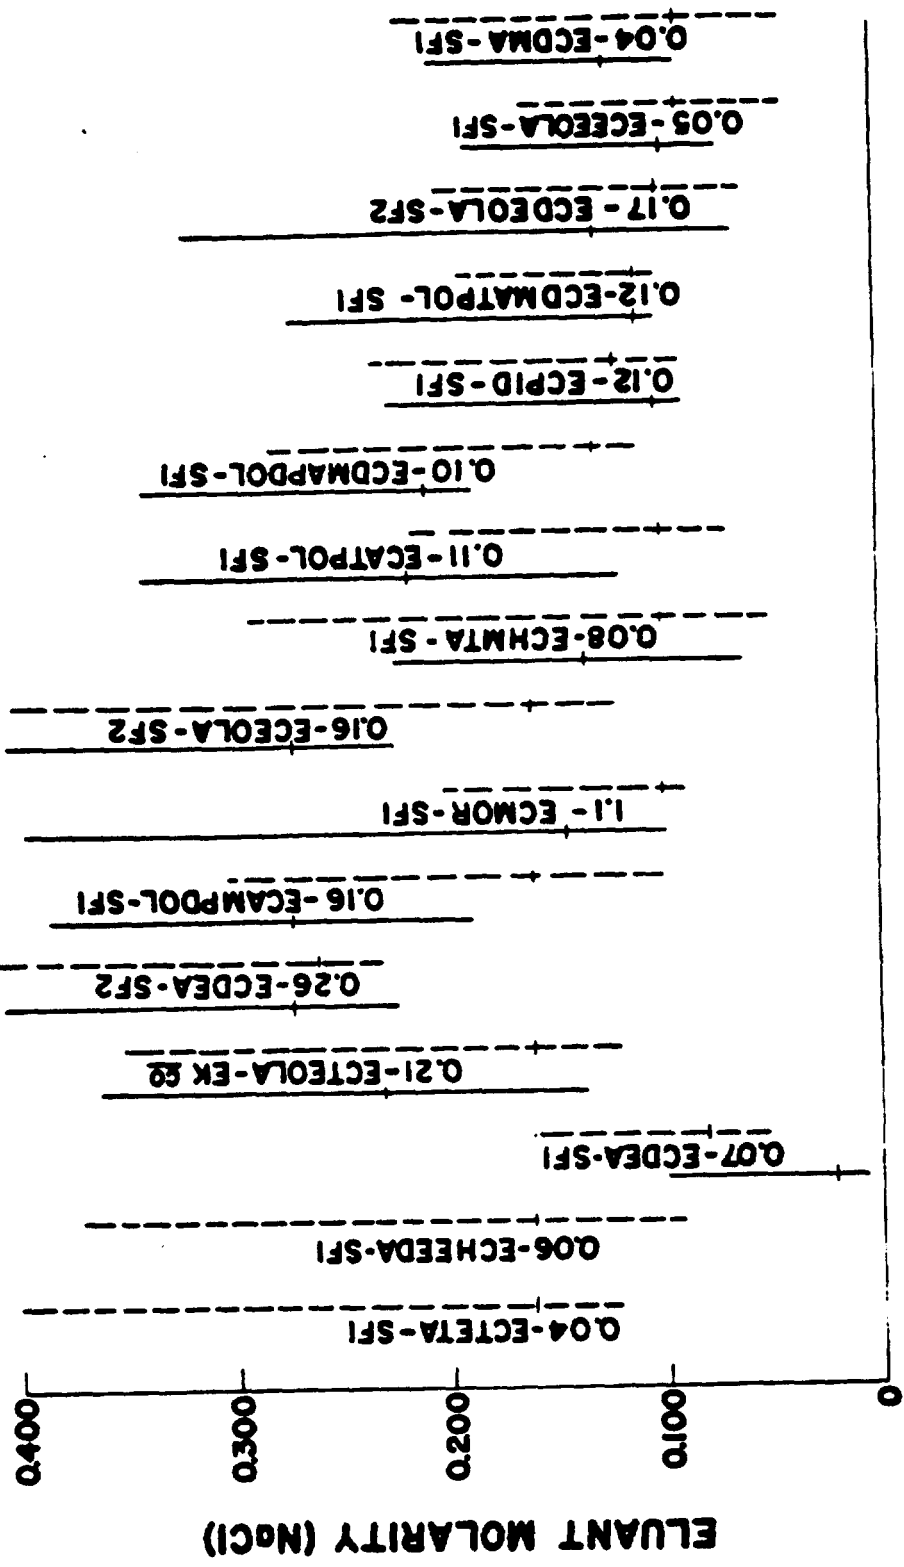 ELUANT MOLARITY (NaCl)
0
0.100
0.200
0.300
0.400
0.04-ECTETA-SF1
0.06-ECHEEDA-SF1
0.07-ECDEA-SF1
0.21-ECTEOLA-EK
0.26-ECDEA-SF2
0.16-ECAMPDOL-SF1
1.1-ECMOR-SF1
0.16-ECEOLA-SF2
0.08-ECHMTA-SF1
0.11-ECATPOL-SF1
0.10-ECDMAPDOL-SF1
0.12-ECPID-SF1
0.12-ECDMATPOL-SF1
0.17-ECDEOLA-SF2
0.05-ECEEOLA-SF1
0.04-ECDMA-SF1